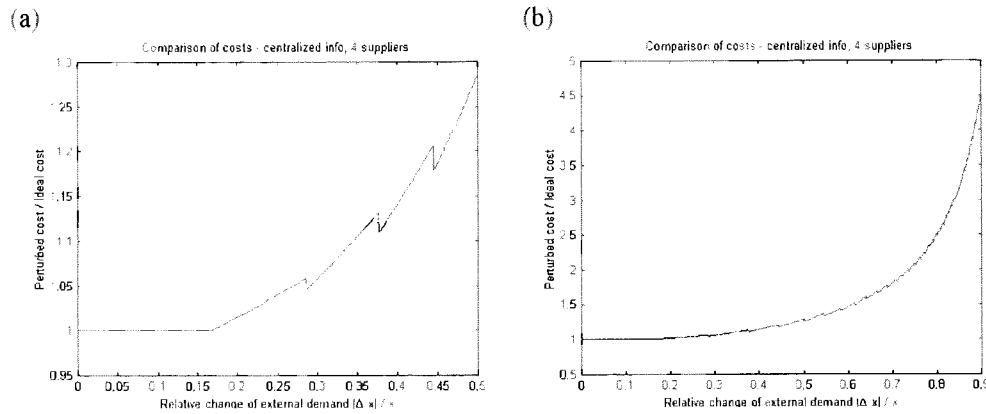 (a)
Comparison of costs - centralized info, 4 suppliers
Perturbed cost / Ideal cost
1.3
1.25
1.2
1.15
1.1
1.05
1
0.95
0 0.05 0.1 0.15 0.2 0.25 0.3 0.35 0.4 0.45 0.5
Relative change of external demand |Δ x| / x
(b)
Comparison of costs - centralized info, 4 suppliers
Perturbed cost / Ideal cost
5
4.5
4
3.5
3
2.5
2
1.5
1
0.5
0 0.1 0.2 0.3 0.4 0.5 0.6 0.7 0.8 0.9
Relative change of external demand |Δ x| / x